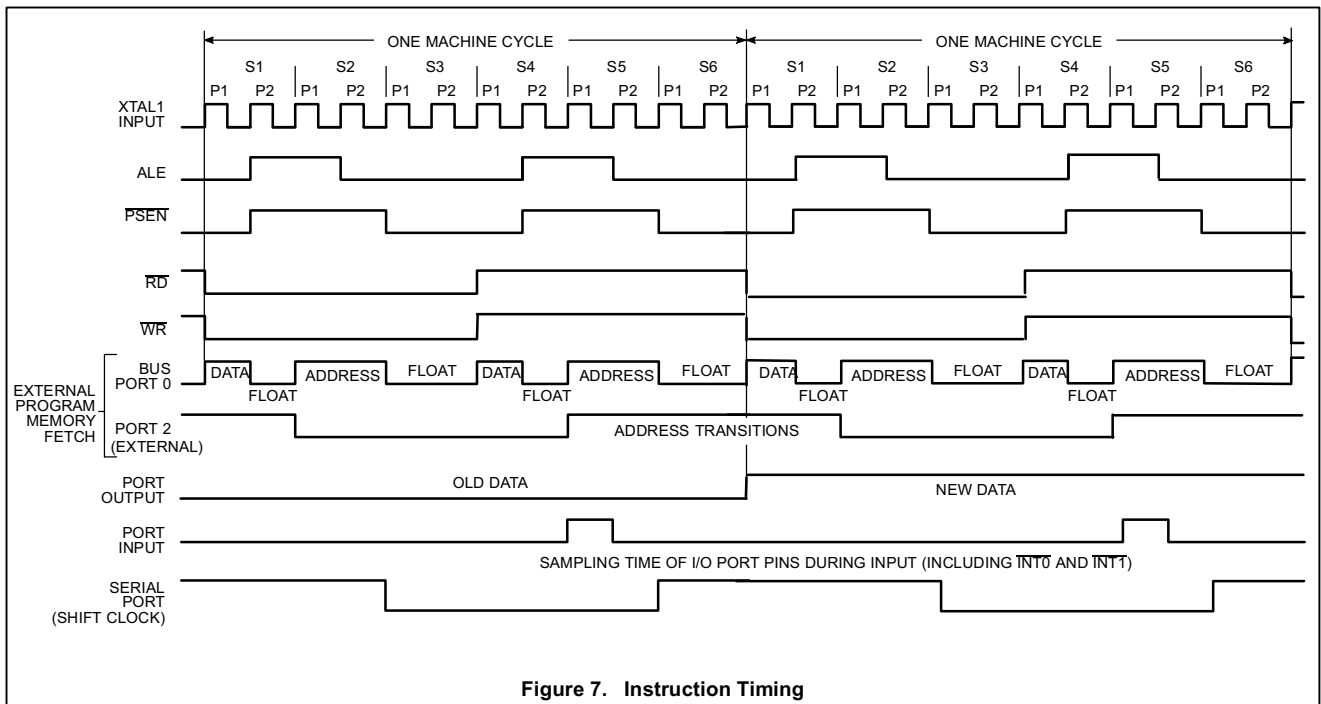 ONE MACHINE CYCLE ONE MACHINE CYCLE
S1 S2 S3 S4 S5 S6 S1 S2 S3 S4 S5 S6
P1 P2 P1 P2 P1 P2 P1 P2 P1 P2 P1 P2 P1 P2 P1 P2 P1 P2 P1 P2 P1 P2 P1 P2
XTAL1
INPUT
ALE
PSEN
RD
WR
EXTERNAL
PROGRAM
MEMORY
FETCH
BUS
PORT 0
DATA ADDRESS FLOAT DATA ADDRESS FLOAT DATA ADDRESS FLOAT DATA ADDRESS FLOAT
FLOAT FLOAT FLOAT FLOAT
PORT 2
(EXTERNAL)
ADDRESS TRANSITIONS
PORT
OUTPUT
OLD DATA NEW DATA
PORT
INPUT
SAMPLING TIME OF I/O PORT PINS DURING INPUT (INCLUDING INT0 AND INT1)
SERIAL
PORT
(SHIFT CLOCK)
Figure 7. Instruction Timing